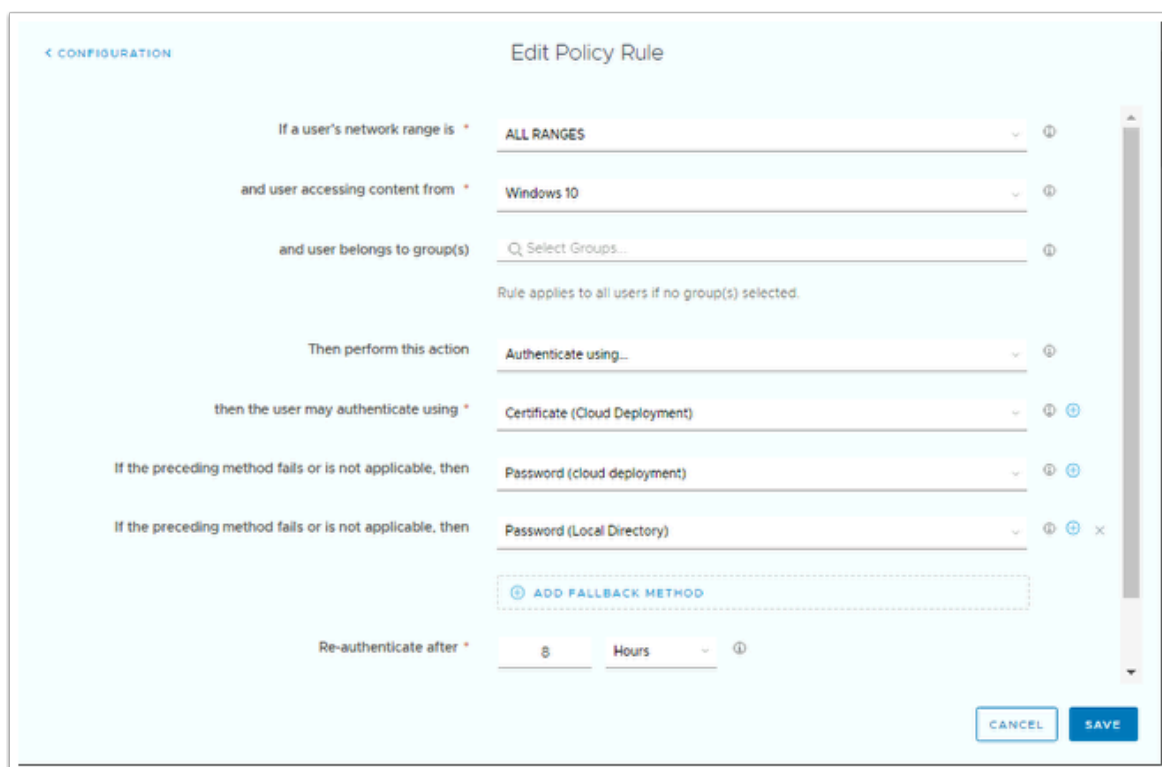 < CONFIGURATION
Edit Policy Rule
If a user's network range is *
ALL RANGES
and user accessing content from *
Windows 10
and user belongs to group(s)
Select Groups...
Rule applies to all users if no group(s) selected.
Then perform this action
Authenticate using...
then the user may authenticate using *
Certificate (Cloud Deployment)
If the preceding method fails or is not applicable, then
Password (cloud deployment)
If the preceding method fails or is not applicable, then
Password (Local Directory)
ADD FALLBACK METHOD
Re-authenticate after *
8 Hours
CANCEL SAVE